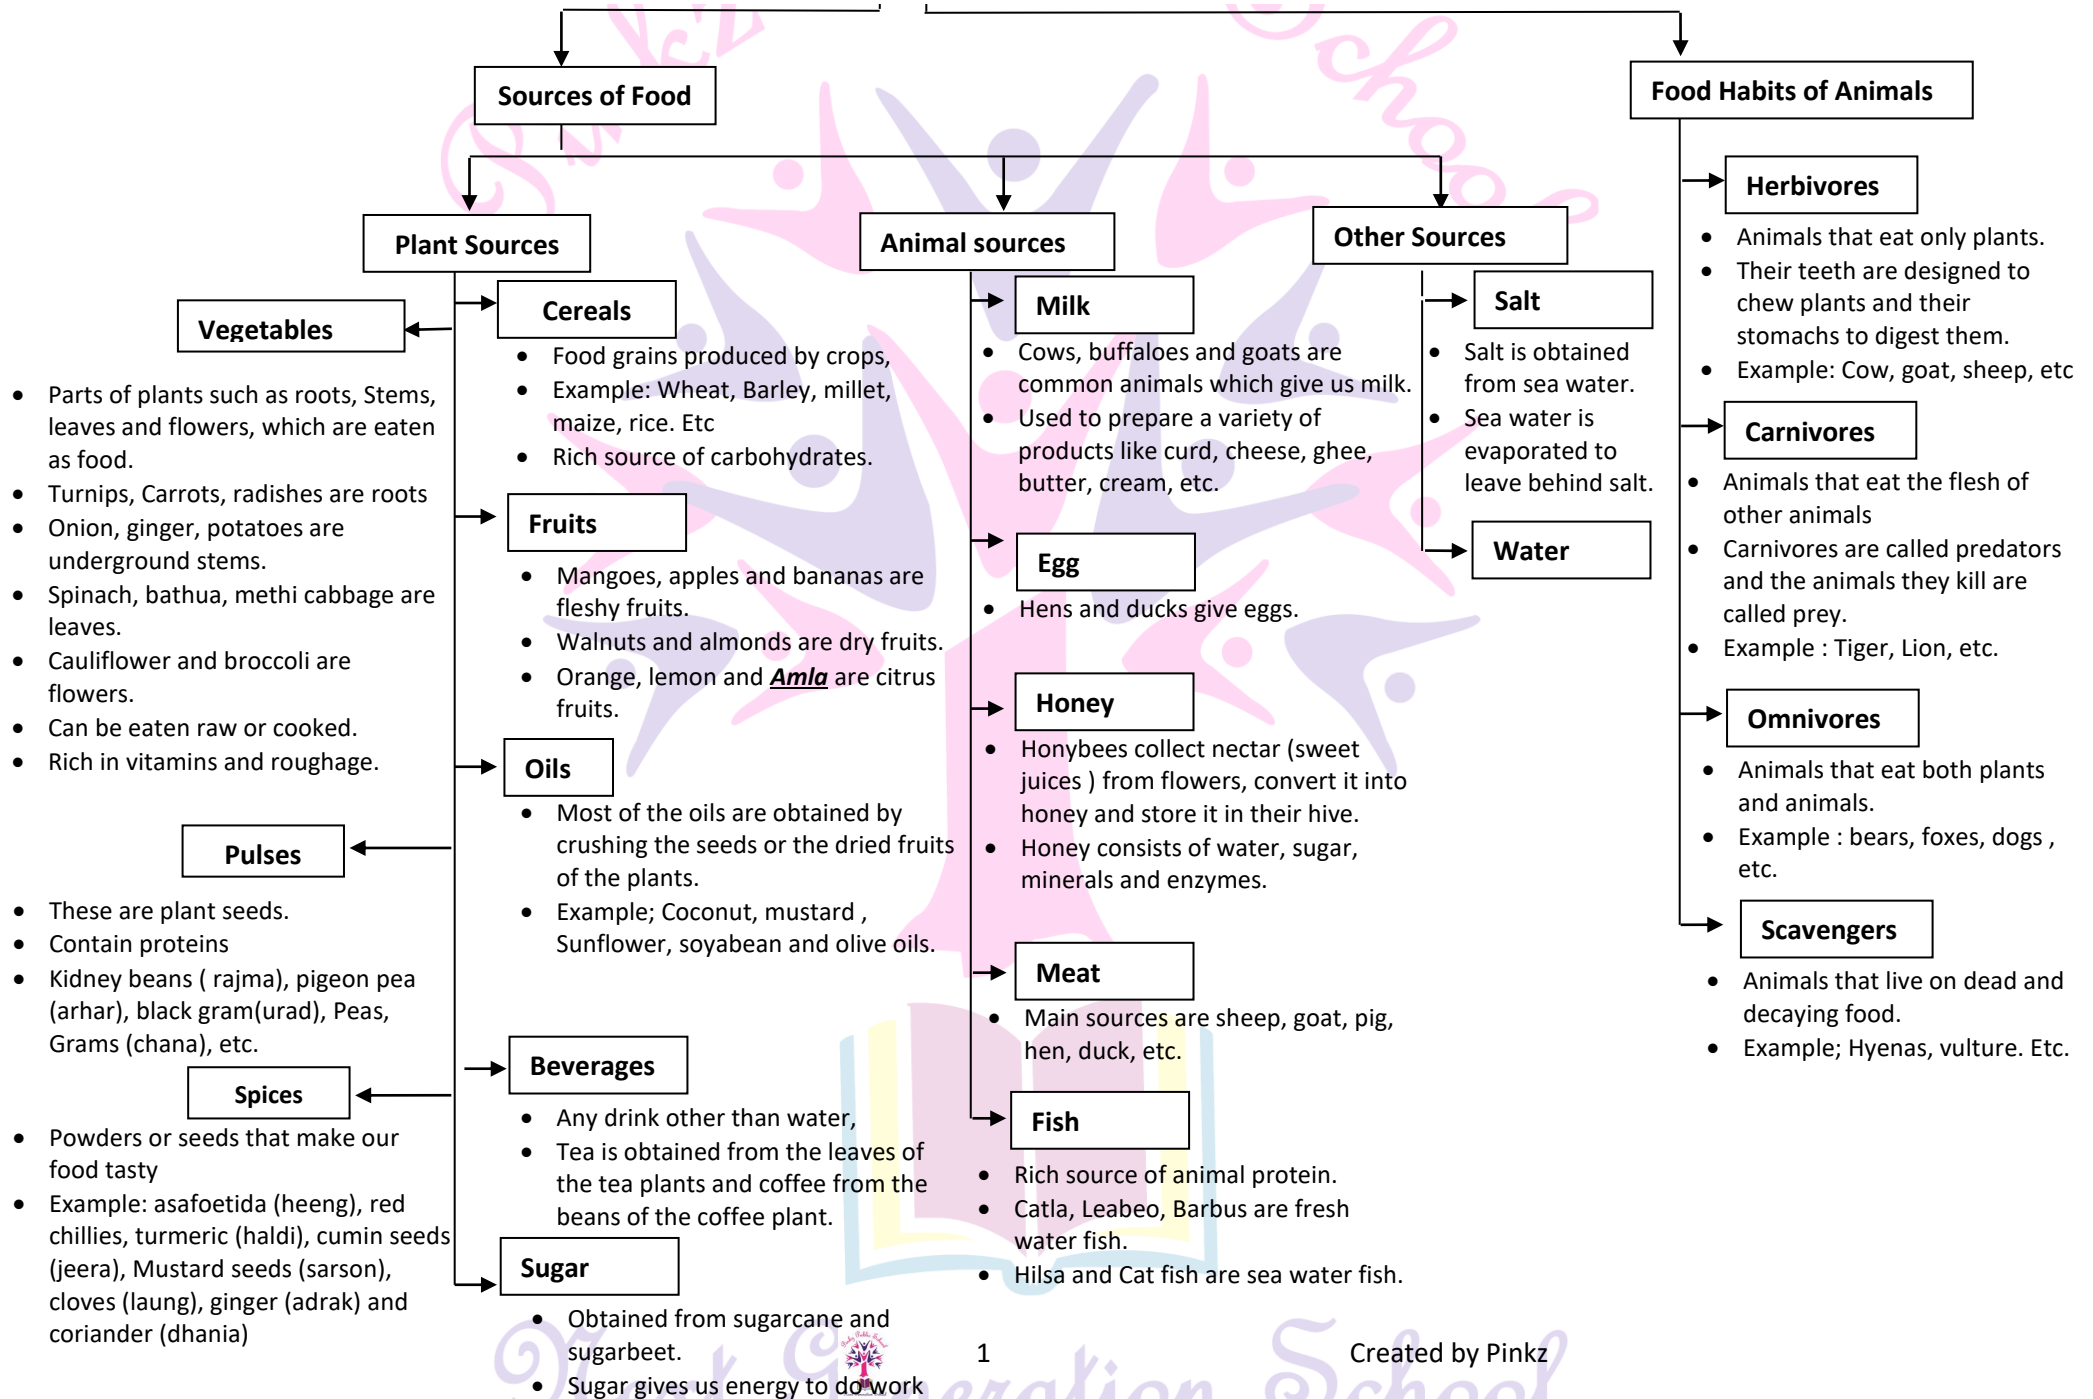 Sources of Food
Food Habits of Animals
Plant Sources
Animal sources
Other Sources
Vegetables
• Parts of plants such as roots, Stems,
leaves and flowers, which are eaten
as food.
• Turnips, Carrots, radishes are roots
• Onion, ginger, potatoes are
underground stems.
• Spinach, bathua, methi cabbage are
leaves.
• Cauliflower and broccoli are
flowers.
• Can be eaten raw or cooked.
• Rich in vitamins and roughage.
Pulses
• These are plant seeds.
• Contain proteins
• Kidney beans ( rajma), pigeon pea
(arhar), black gram(urad), Peas,
Grams (chana), etc.
Spices
• Powders or seeds that make our
food tasty
• Example: asafoetida (heeng), red
chillies, turmeric (haldi), cumin seeds
(jeera), Mustard seeds (sarson),
cloves (laung), ginger (adrak) and
coriander (dhania)
Cereals
• Food grains produced by crops,
• Example: Wheat, Barley, millet,
maize, rice. Etc
• Rich source of carbohydrates.
Fruits
• Mangoes, apples and bananas are
fleshy fruits.
• Walnuts and almonds are dry fruits.
• Orange, lemon and Amla are citrus
fruits.
Oils
• Most of the oils are obtained by
crushing the seeds or the dried fruits
of the plants.
• Example; Coconut, mustard ,
Sunflower, soyabean and olive oils.
Beverages
• Any drink other than water,
• Tea is obtained from the leaves of
the tea plants and coffee from the
beans of the coffee plant.
Sugar
• Obtained from sugarcane and
sugarbeet.
• Sugar gives us energy to do work
Milk
• Cows, buffaloes and goats are
common animals which give us milk.
• Used to prepare a variety of
products like curd, cheese, ghee,
butter, cream, etc.
Egg
• Hens and ducks give eggs.
Honey
• Honybees collect nectar (sweet
juices ) from flowers, convert it into
honey and store it in their hive.
• Honey consists of water, sugar,
minerals and enzymes.
Meat
• Main sources are sheep, goat, pig,
hen, duck, etc.
Fish
• Rich source of animal protein.
• Catla, Leabeo, Barbus are fresh
water fish.
• Hilsa and Cat fish are sea water fish.
Salt
• Salt is obtained
from sea water.
• Sea water is
evaporated to
leave behind salt.
Water
Herbivores
• Animals that eat only plants.
• Their teeth are designed to
chew plants and their
stomachs to digest them.
• Example: Cow, goat, sheep, etc
Carnivores
• Animals that eat the flesh of
other animals
• Carnivores are called predators
and the animals they kill are
called prey.
• Example : Tiger, Lion, etc.
Omnivores
• Animals that eat both plants
and animals.
• Example : bears, foxes, dogs ,
etc.
Scavengers
• Animals that live on dead and
decaying food.
• Example; Hyenas, vulture. Etc.
1
Created by Pinkz
School
Generation School